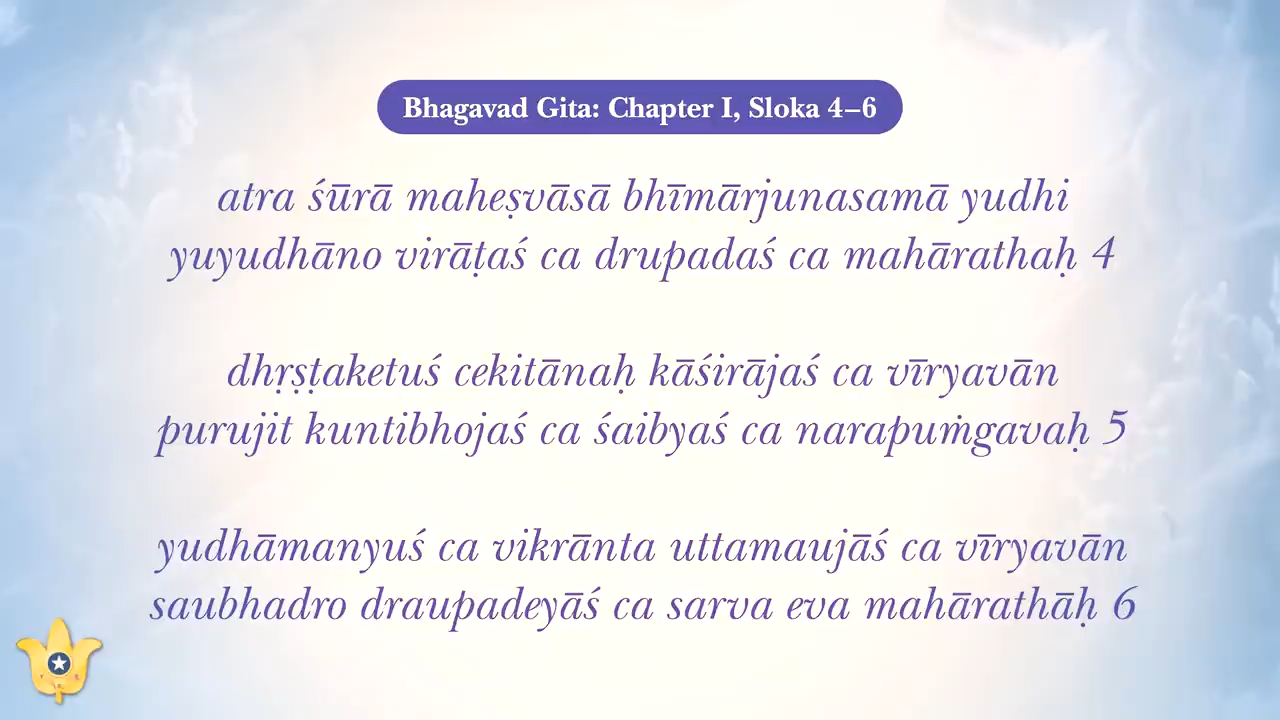 Bhagavad Gita: Chapter I, Sloka 4–6
atra śūrā maheṣvāsā bhīmārjunasamā yudhi
yuyudhāno virāṭaś ca drupadaś ca mahārathaḥ 4
dhṛṣṭaketuś cekitānaḥ kāśirājaś ca vīryavān
purujit kuntibhojaś ca śaibyaś ca narapuṁgavaḥ 5
yudhāmanyuś ca vikrānta uttamaujāś ca vīryavān
saubhadro draupadeyāś ca sarva eva mahārathāḥ 6